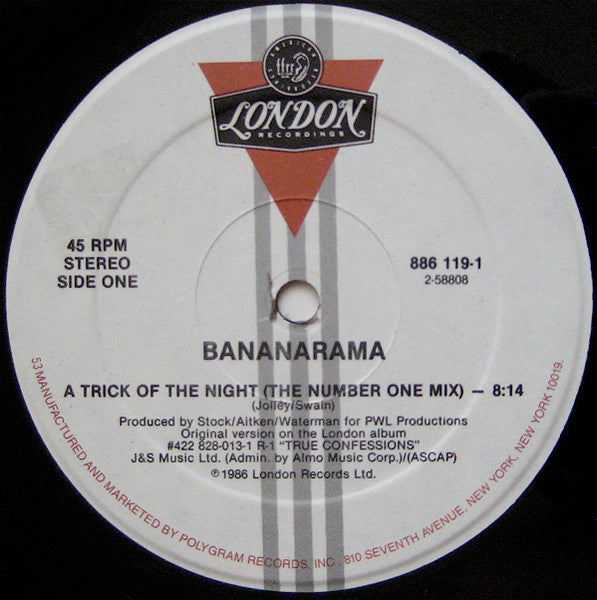 AMERICAN
LONDON
RECORDINGS
45 RPM
STEREO
SIDE ONE
886 119-1
2-58808
BANANARAMA
A TRICK OF THE NIGHT (THE NUMBER ONE MIX) — 8:14
(Jolley/Swain)
Produced by Stock/Aitken/Waterman for PWL Productions
Original version on the London album
#422 828-013-1 R-1 "TRUE CONFESSIONS"
J&S Music Ltd. (Admin. by Almo Music Corp.)/(ASCAP)
℗1986 London Records Ltd.
53 MANUFACTURED AND MARKETED BY POLYGRAM RECORDS, INC., 810 SEVENTH AVENUE, NEW YORK, NEW YORK 10019.